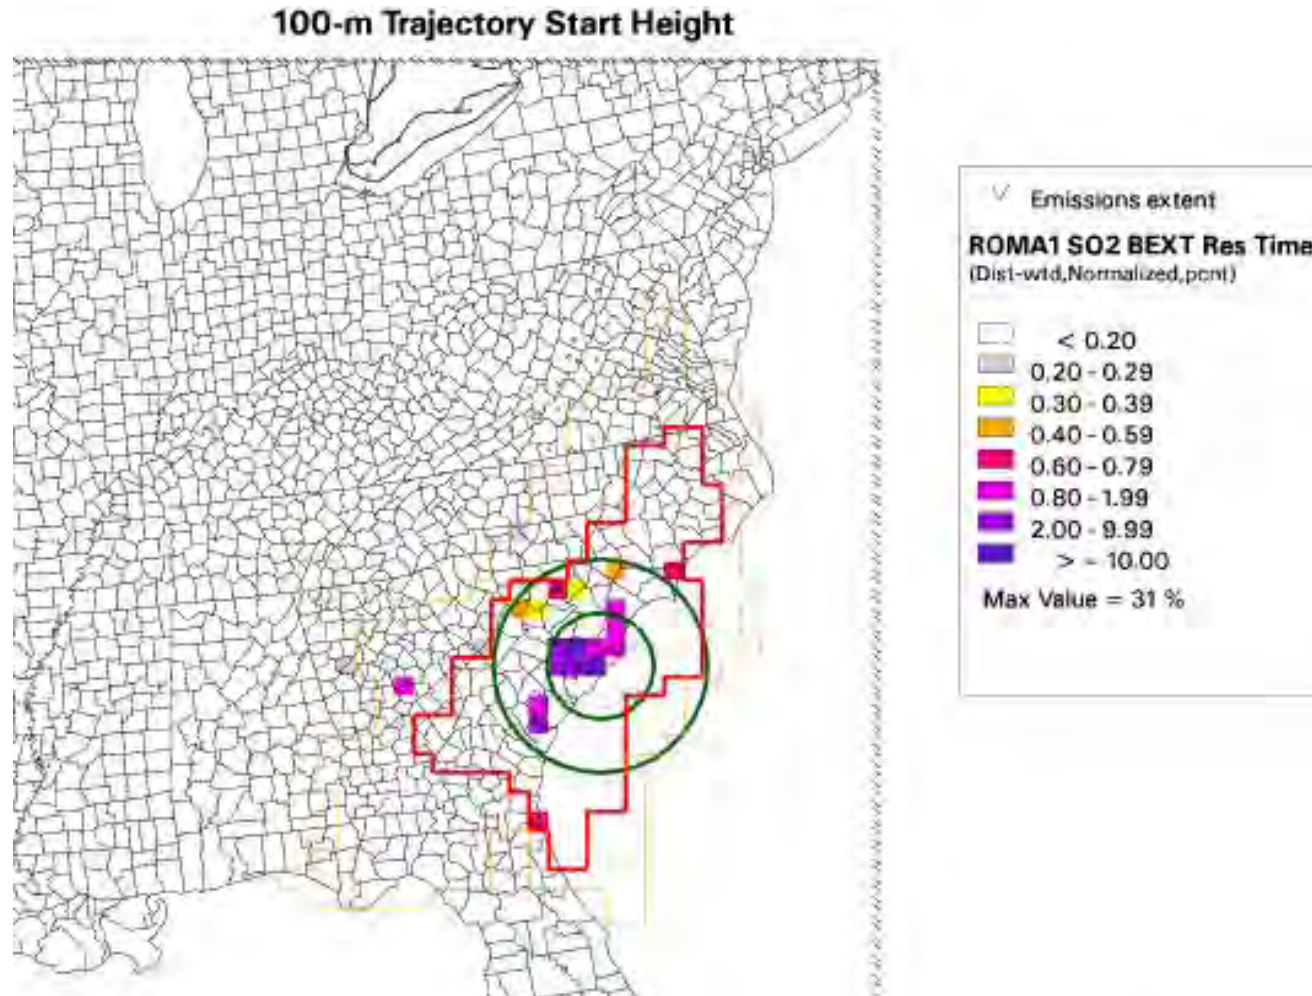 100-m Trajectory Start Height
Emissions extent
ROMA1 SO2 BEXT Res Time
(Dist-wtd,Normalized,pcnt)
< 0.20
0.20 - 0.29
0.30 - 0.39
0.40 - 0.59
0.60 - 0.79
0.80 - 1.99
2.00 - 9.99
> - 10.00
Max Value = 31 %